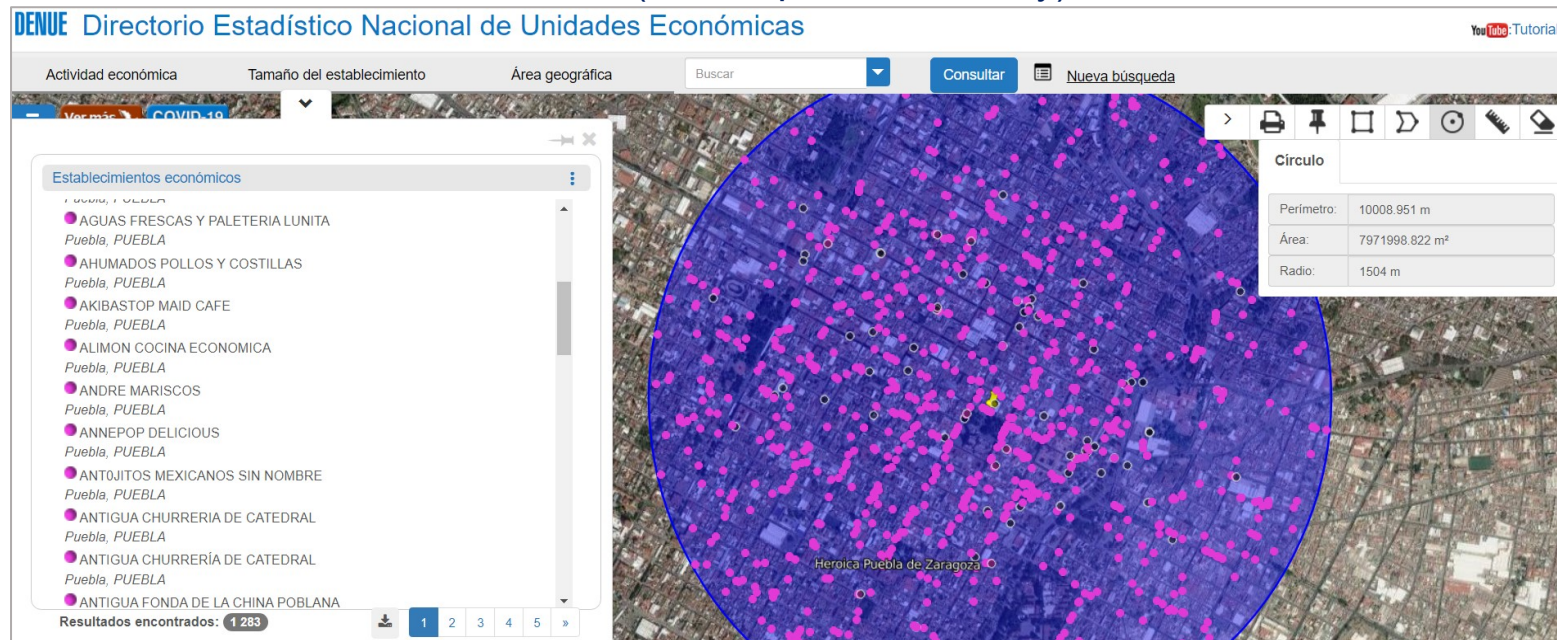 DENUE Directorio Estadístico Nacional de Unidades Económicas
YouTube:Tutorial
Actividad económica Tamaño del establecimiento Área geográfica Buscar Consultar Nueva búsqueda
Ver más COVID-19
Establecimientos económicos
Puebla, PUEBLA
AGUAS FRESCAS Y PALETERIA LUNITA
Puebla, PUEBLA
AHUMADOS POLLOS Y COSTILLAS
Puebla, PUEBLA
AKIBASTOP MAID CAFE
Puebla, PUEBLA
ALIMON COCINA ECONOMICA
Puebla, PUEBLA
ANDRE MARISCOS
Puebla, PUEBLA
ANNEPOP DELICIOUS
Puebla, PUEBLA
ANT0JITOS MEXICANOS SIN NOMBRE
Puebla, PUEBLA
ANTIGUA CHURRERIA DE CATEDRAL
Puebla, PUEBLA
ANTIGUA CHURRERÍA DE CATEDRAL
Puebla, PUEBLA
ANTIGUA FONDA DE LA CHINA POBLANA
Resultados encontrados: 1 283
1 2 3 4 5 »
Círculo
Perímetro: 10008.951 m
Área: 7971998.822 m²
Radio: 1504 m
Heroica Puebla de Zaragoza